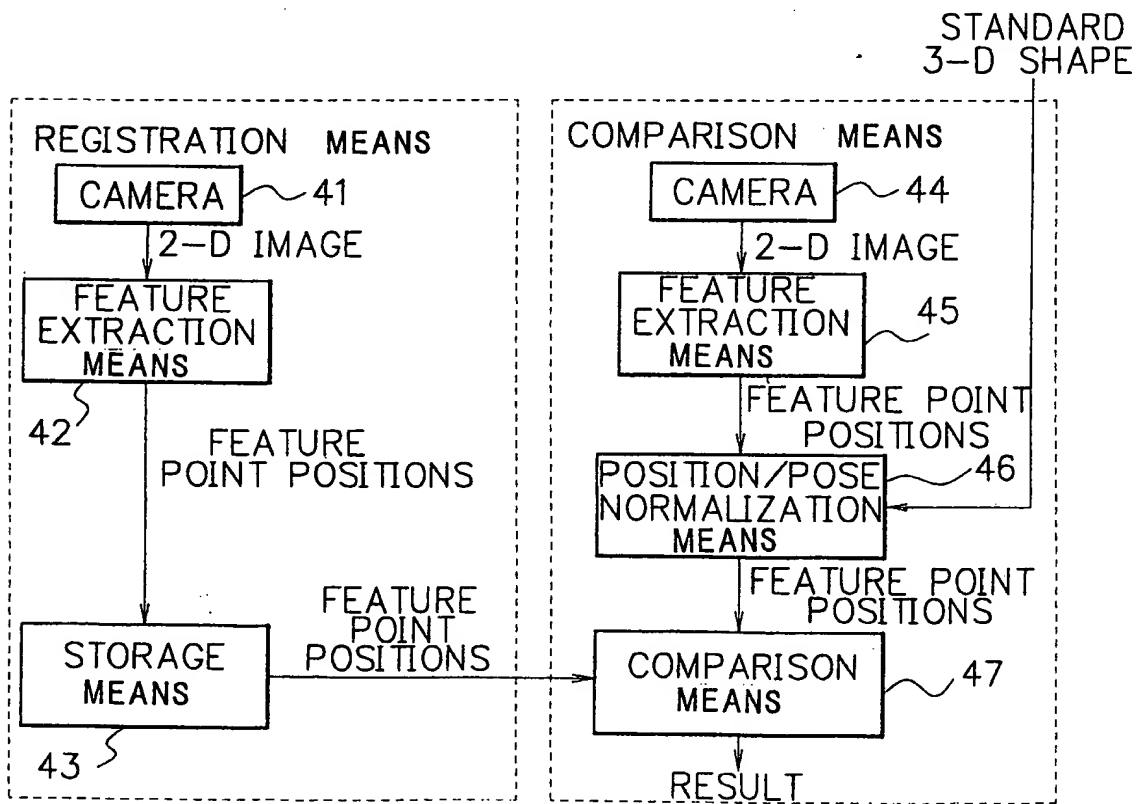 STANDARD
3-D SHAPE
REGISTRATION MEANS
CAMERA
41
2-D IMAGE
FEATURE
EXTRACTION
MEANS
42
FEATURE
POINT POSITIONS
STORAGE
MEANS
43
FEATURE
POINT
POSITIONS
COMPARISON MEANS
CAMERA
44
2-D IMAGE
FEATURE
EXTRACTION
MEANS
45
FEATURE POINT
POSITIONS
POSITION/POSE
NORMALIZATION
MEANS
46
FEATURE POINT
POSITIONS
COMPARISON
MEANS
47
RESULT